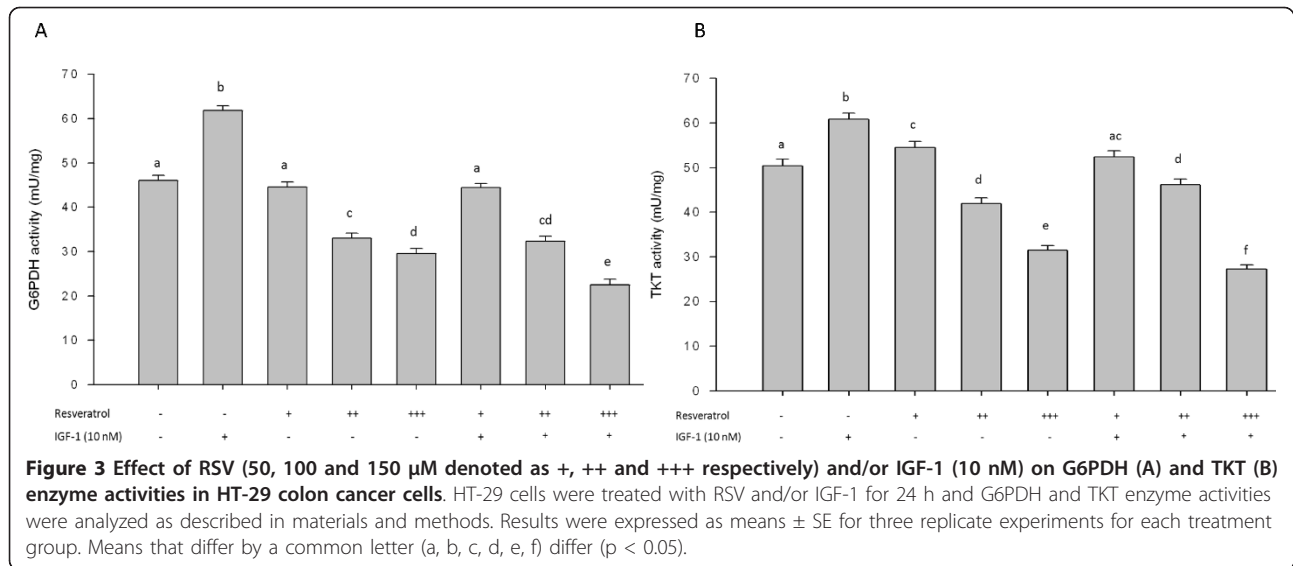 A
B
70
60
50
40
30
20
10
0
G6PDH activity (mU/mg)
a
b
a
c
d
a
cd
e
Resveratrol - - + ++ +++ + ++ +++
IGF-1 (10 nM) - + - - - + + +
70
60
50
40
30
20
10
0
TKT activity (mU/mg)
a
b
c
d
e
ac
d
f
Resveratrol - - + ++ +++ + ++ +++
IGF-1 (10 nM) - + - - - + + +
Figure 3 Effect of RSV (50, 100 and 150 μM denoted as +, ++ and +++ respectively) and/or IGF-1 (10 nM) on G6PDH (A) and TKT (B)
enzyme activities in HT-29 colon cancer cells. HT-29 cells were treated with RSV and/or IGF-1 for 24 h and G6PDH and TKT enzyme activities
were analyzed as described in materials and methods. Results were expressed as means ± SE for three replicate experiments for each treatment
group. Means that differ by a common letter (a, b, c, d, e, f) differ (p < 0.05).